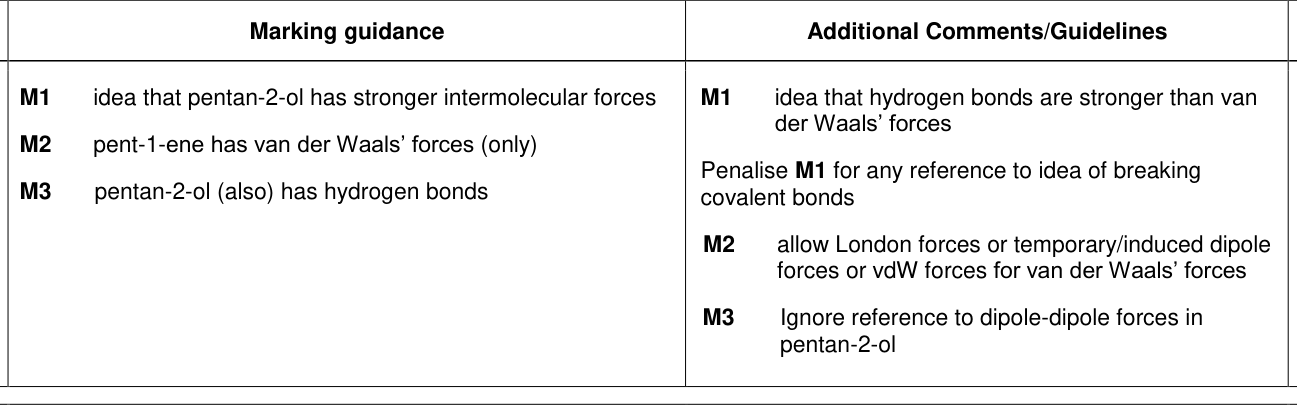 Marking guidance
Additional Comments/Guidelines
M1 idea that pentan-2-ol has stronger intermolecular forces
M2 pent-1-ene has van der Waals’ forces (only)
M3 pentan-2-ol (also) has hydrogen bonds
M1 idea that hydrogen bonds are stronger than van
der Waals’ forces
Penalise M1 for any reference to idea of breaking
covalent bonds
M2 allow London forces or temporary/induced dipole
forces or vdW forces for van der Waals’ forces
M3 Ignore reference to dipole-dipole forces in
pentan-2-ol